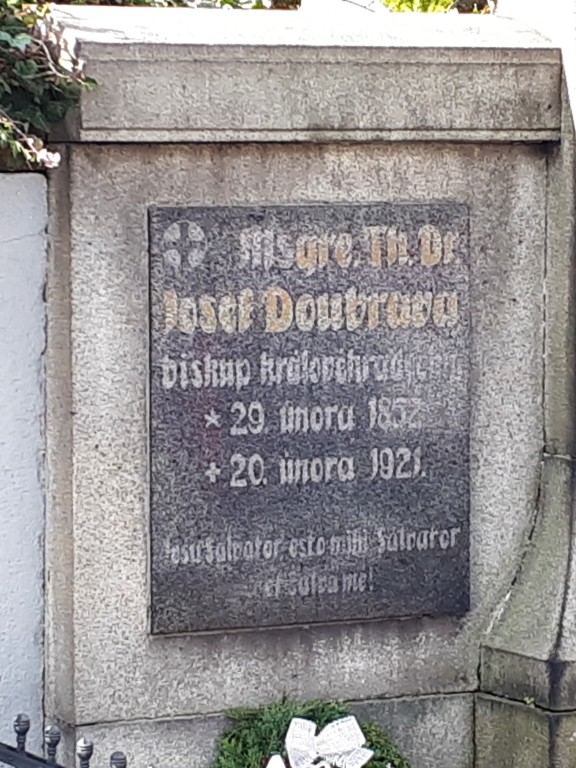 Msgre. Th. Dr.
Josef Doubrava
biskup královéhradecký
* 29. února 1852
+ 20. února 1921.
Jesu Salvator esto mihi Salvator
et Salva me!